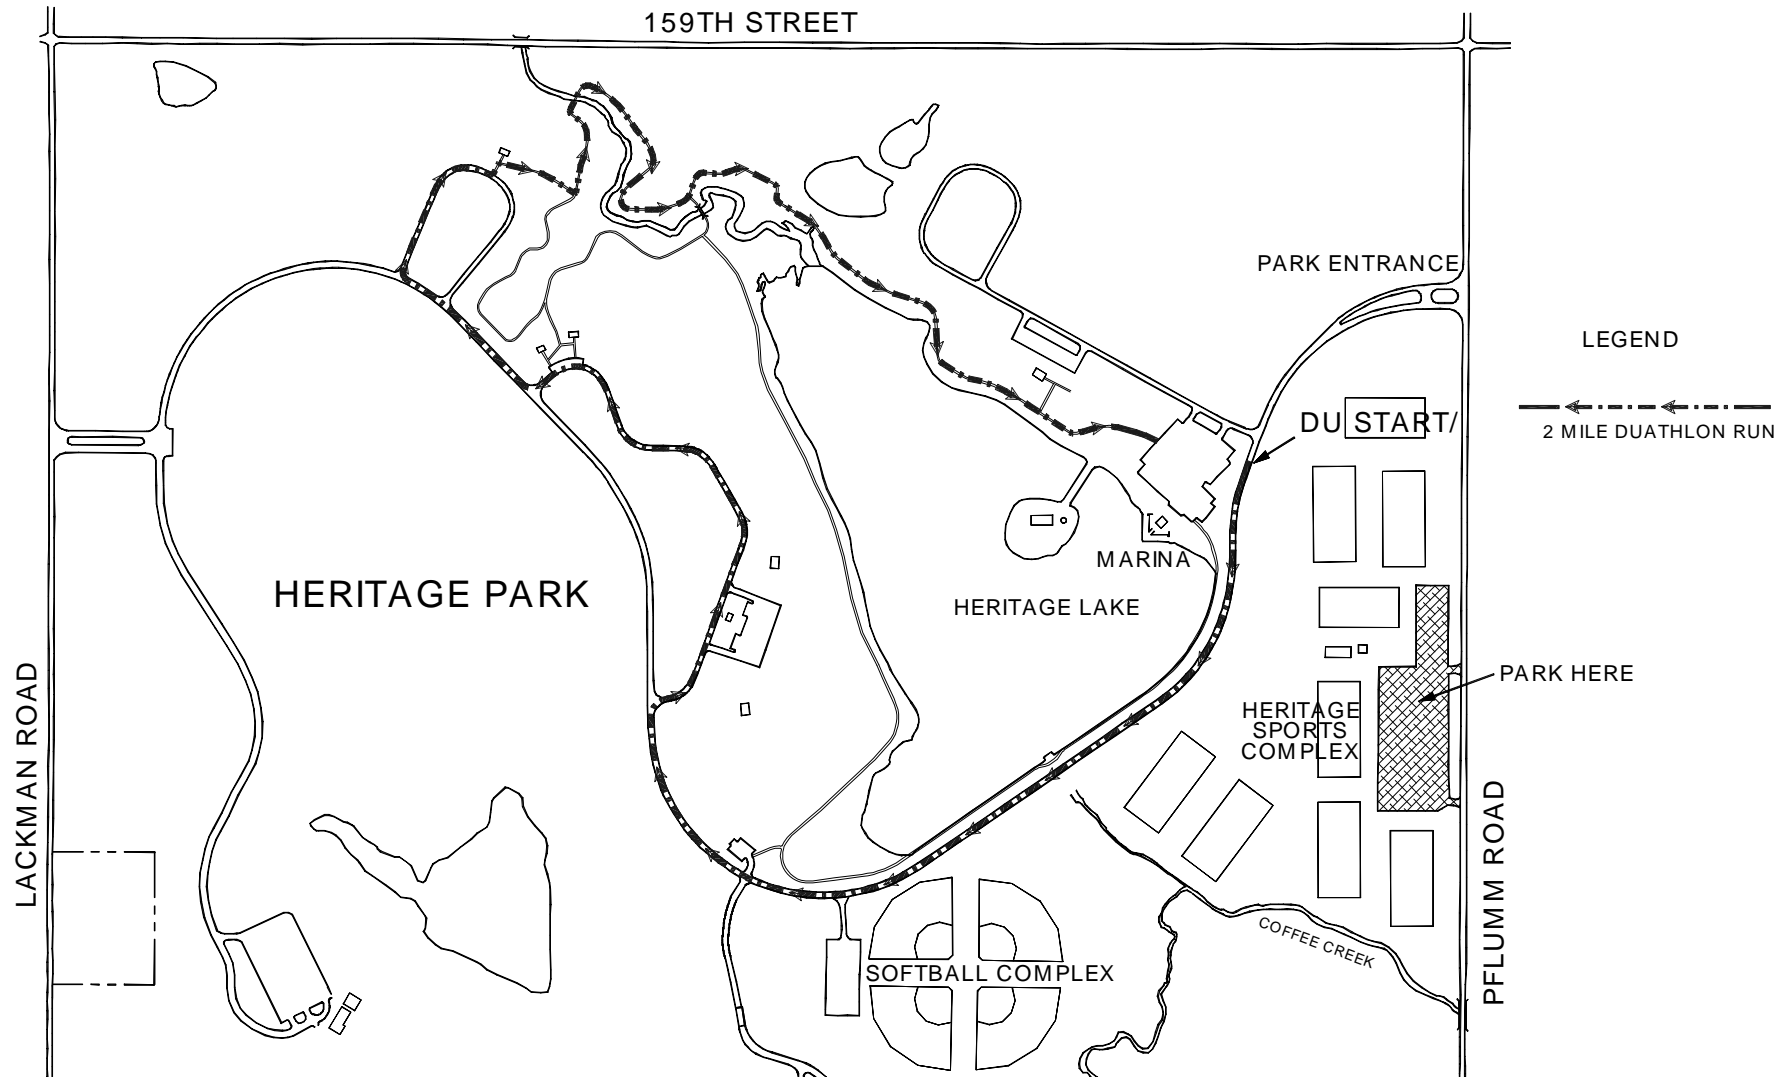 159TH STREET
PARK ENTRANCE
LEGEND
DU START/
2 MILE DUATHLON RUN
MARINA
HERITAGE PARK
HERITAGE LAKE
PARK HERE
LACKMAN ROAD
HERITAGE
SPORTS
COMPLEX
PFLUMM ROAD
COFFEE CREEK
SOFTBALL COMPLEX